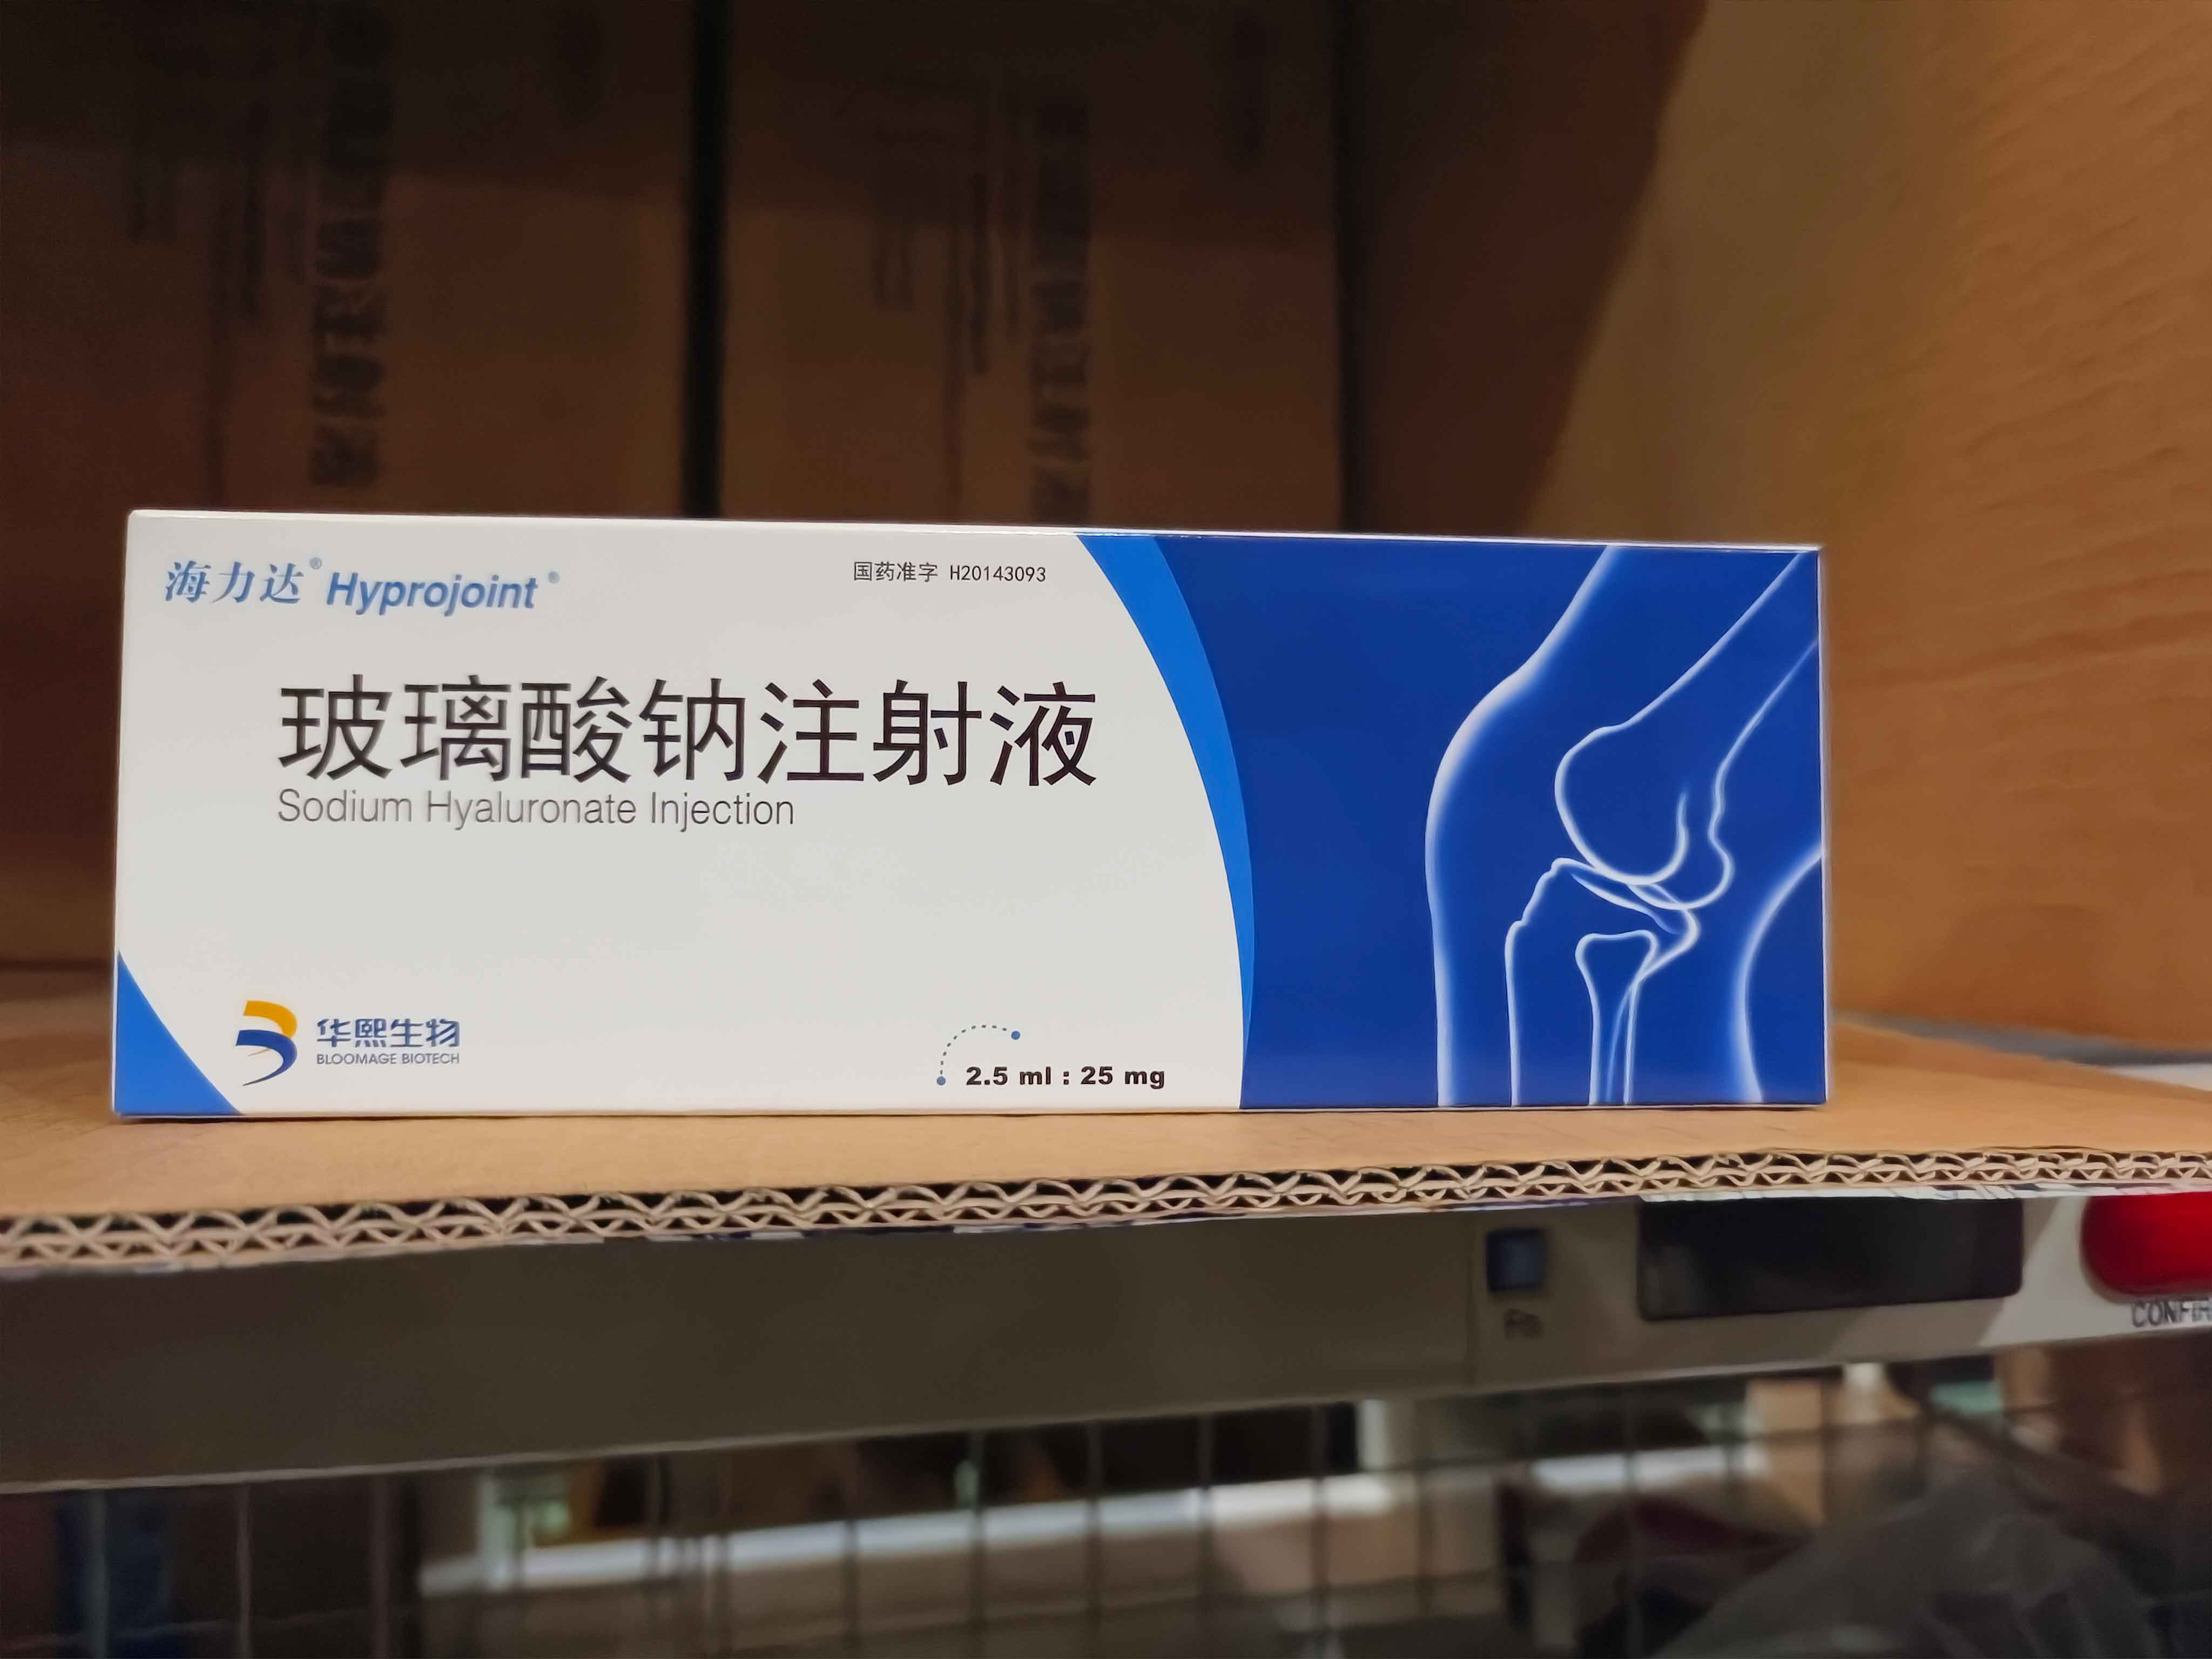 海力达® Hyprojoint®
国药准字 H20143093
玻璃酸钠注射液
Sodium Hyaluronate Injection
华熙生物
BLOOMAGE BIOTECH
2.5 ml : 25 mg